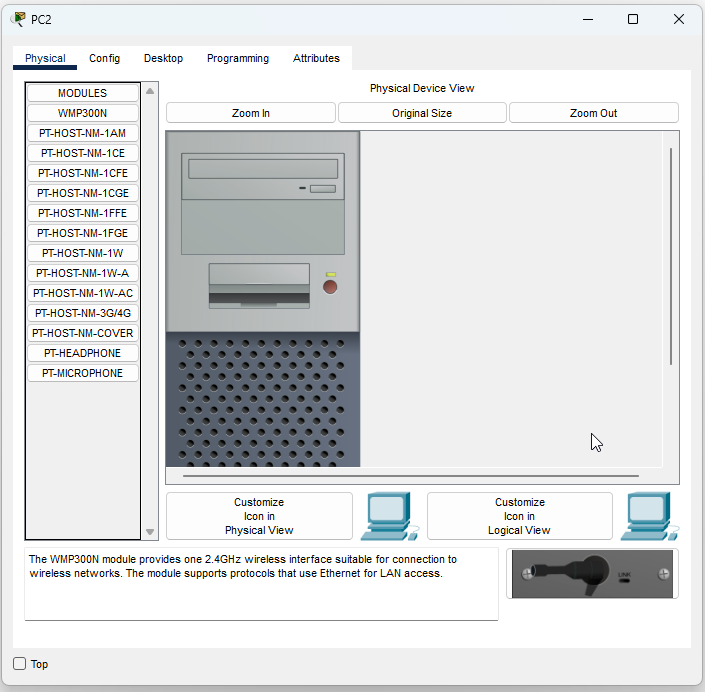 PC2
Physical
Config
Desktop
Programming
Attributes
MODULES
WMP300N
PT-HOST-NM-1AM
PT-HOST-NM-1CE
PT-HOST-NM-1CFE
PT-HOST-NM-1CGE
PT-HOST-NM-1FFE
PT-HOST-NM-1FGE
PT-HOST-NM-1W
PT-HOST-NM-1W-A
PT-HOST-NM-1W-AC
PT-HOST-NM-3G/4G
PT-HOST-NM-COVER
PT-HEADPHONE
PT-MICROPHONE
Physical Device View
Zoom In
Original Size
Zoom Out
Customize
Icon in
Physical View
Customize
Icon in
Logical View
The WMP300N module provides one 2.4GHz wireless interface suitable for connection to
wireless networks. The module supports protocols that use Ethernet for LAN access.
LINK
Top